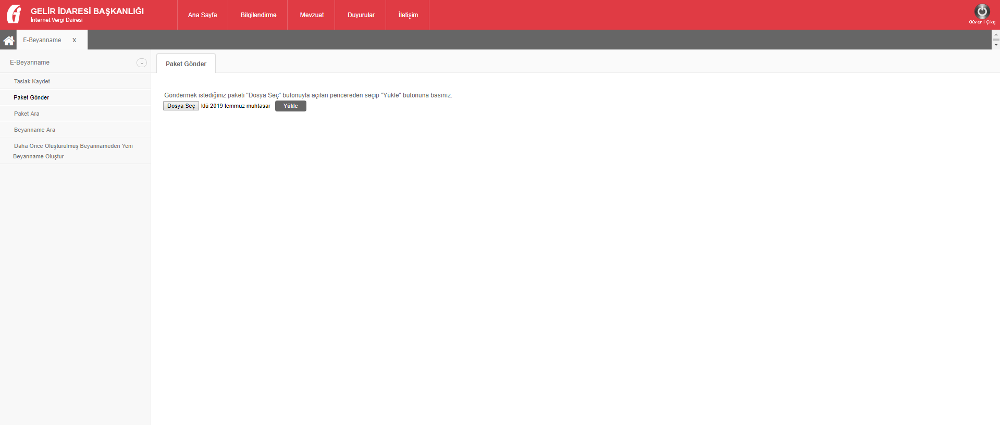 GELİR İDARESİ BAŞKANLIĞI
İnternet Vergi Dairesi
Ana Sayfa
Bilgilendirme
Mevzuat
Duyurular
İletişim
Güvenli Çıkış
E-Beyanname X
E-Beyanname
Taslak Kaydet
Paket Gönder
Paket Ara
Beyanname Ara
Daha Önce Oluşturulmuş Beyannameden Yeni
Beyanname Oluştur
Paket Gönder
Göndermek istediğiniz paketi "Dosya Seç" butonuyla açılan pencereden seçip "Yükle" butonuna basınız.
Dosya Seç klü 2019 temmuz muhtasar Yükle